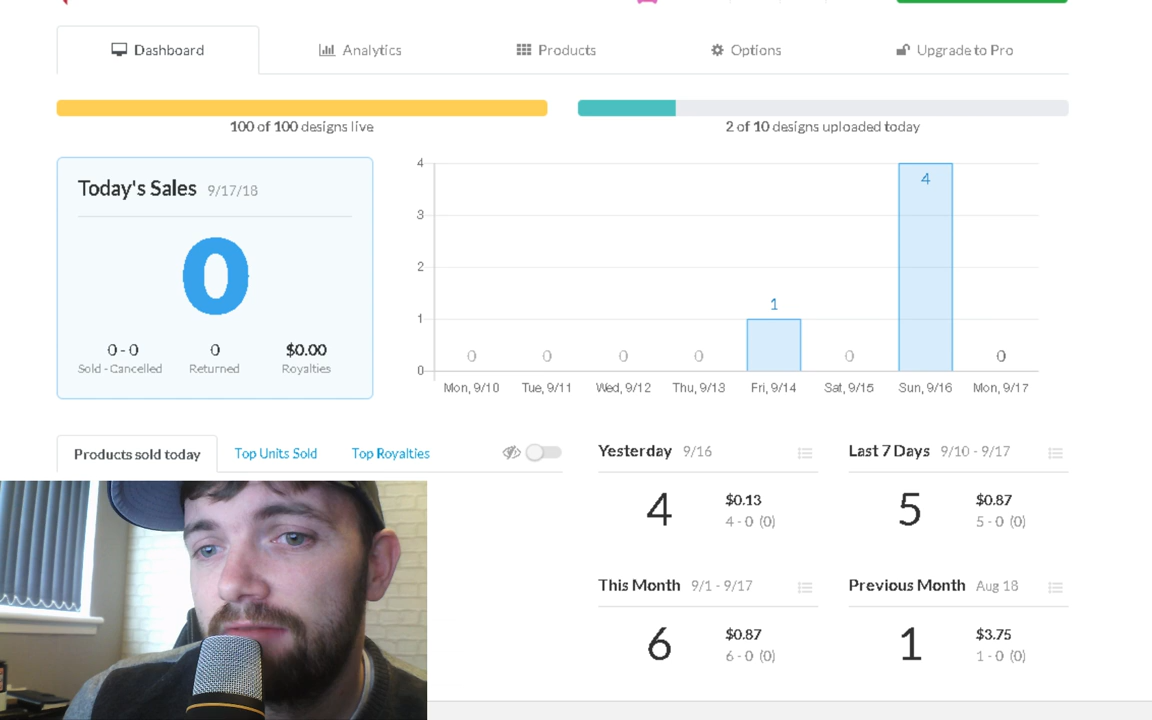 Dashboard
Analytics
Products
Options
Upgrade to Pro
100 of 100 designs live
2 of 10 designs uploaded today
Today's Sales 9/17/18
0
0 - 0
Sold - Cancelled
0
Returned
$0.00
Royalties
4
3
2
1
0
0
0
0
0
1
0
4
0
Mon, 9/10
Tue, 9/11
Wed, 9/12
Thu, 9/13
Fri, 9/14
Sat, 9/15
Sun, 9/16
Mon, 9/17
Products sold today
Top Units Sold
Top Royalties
Yesterday 9/16
4
$0.13
4 - 0 (0)
Last 7 Days 9/10 - 9/17
5
$0.87
5 - 0 (0)
This Month 9/1 - 9/17
6
$0.87
6 - 0 (0)
Previous Month Aug 18
1
$3.75
1 - 0 (0)